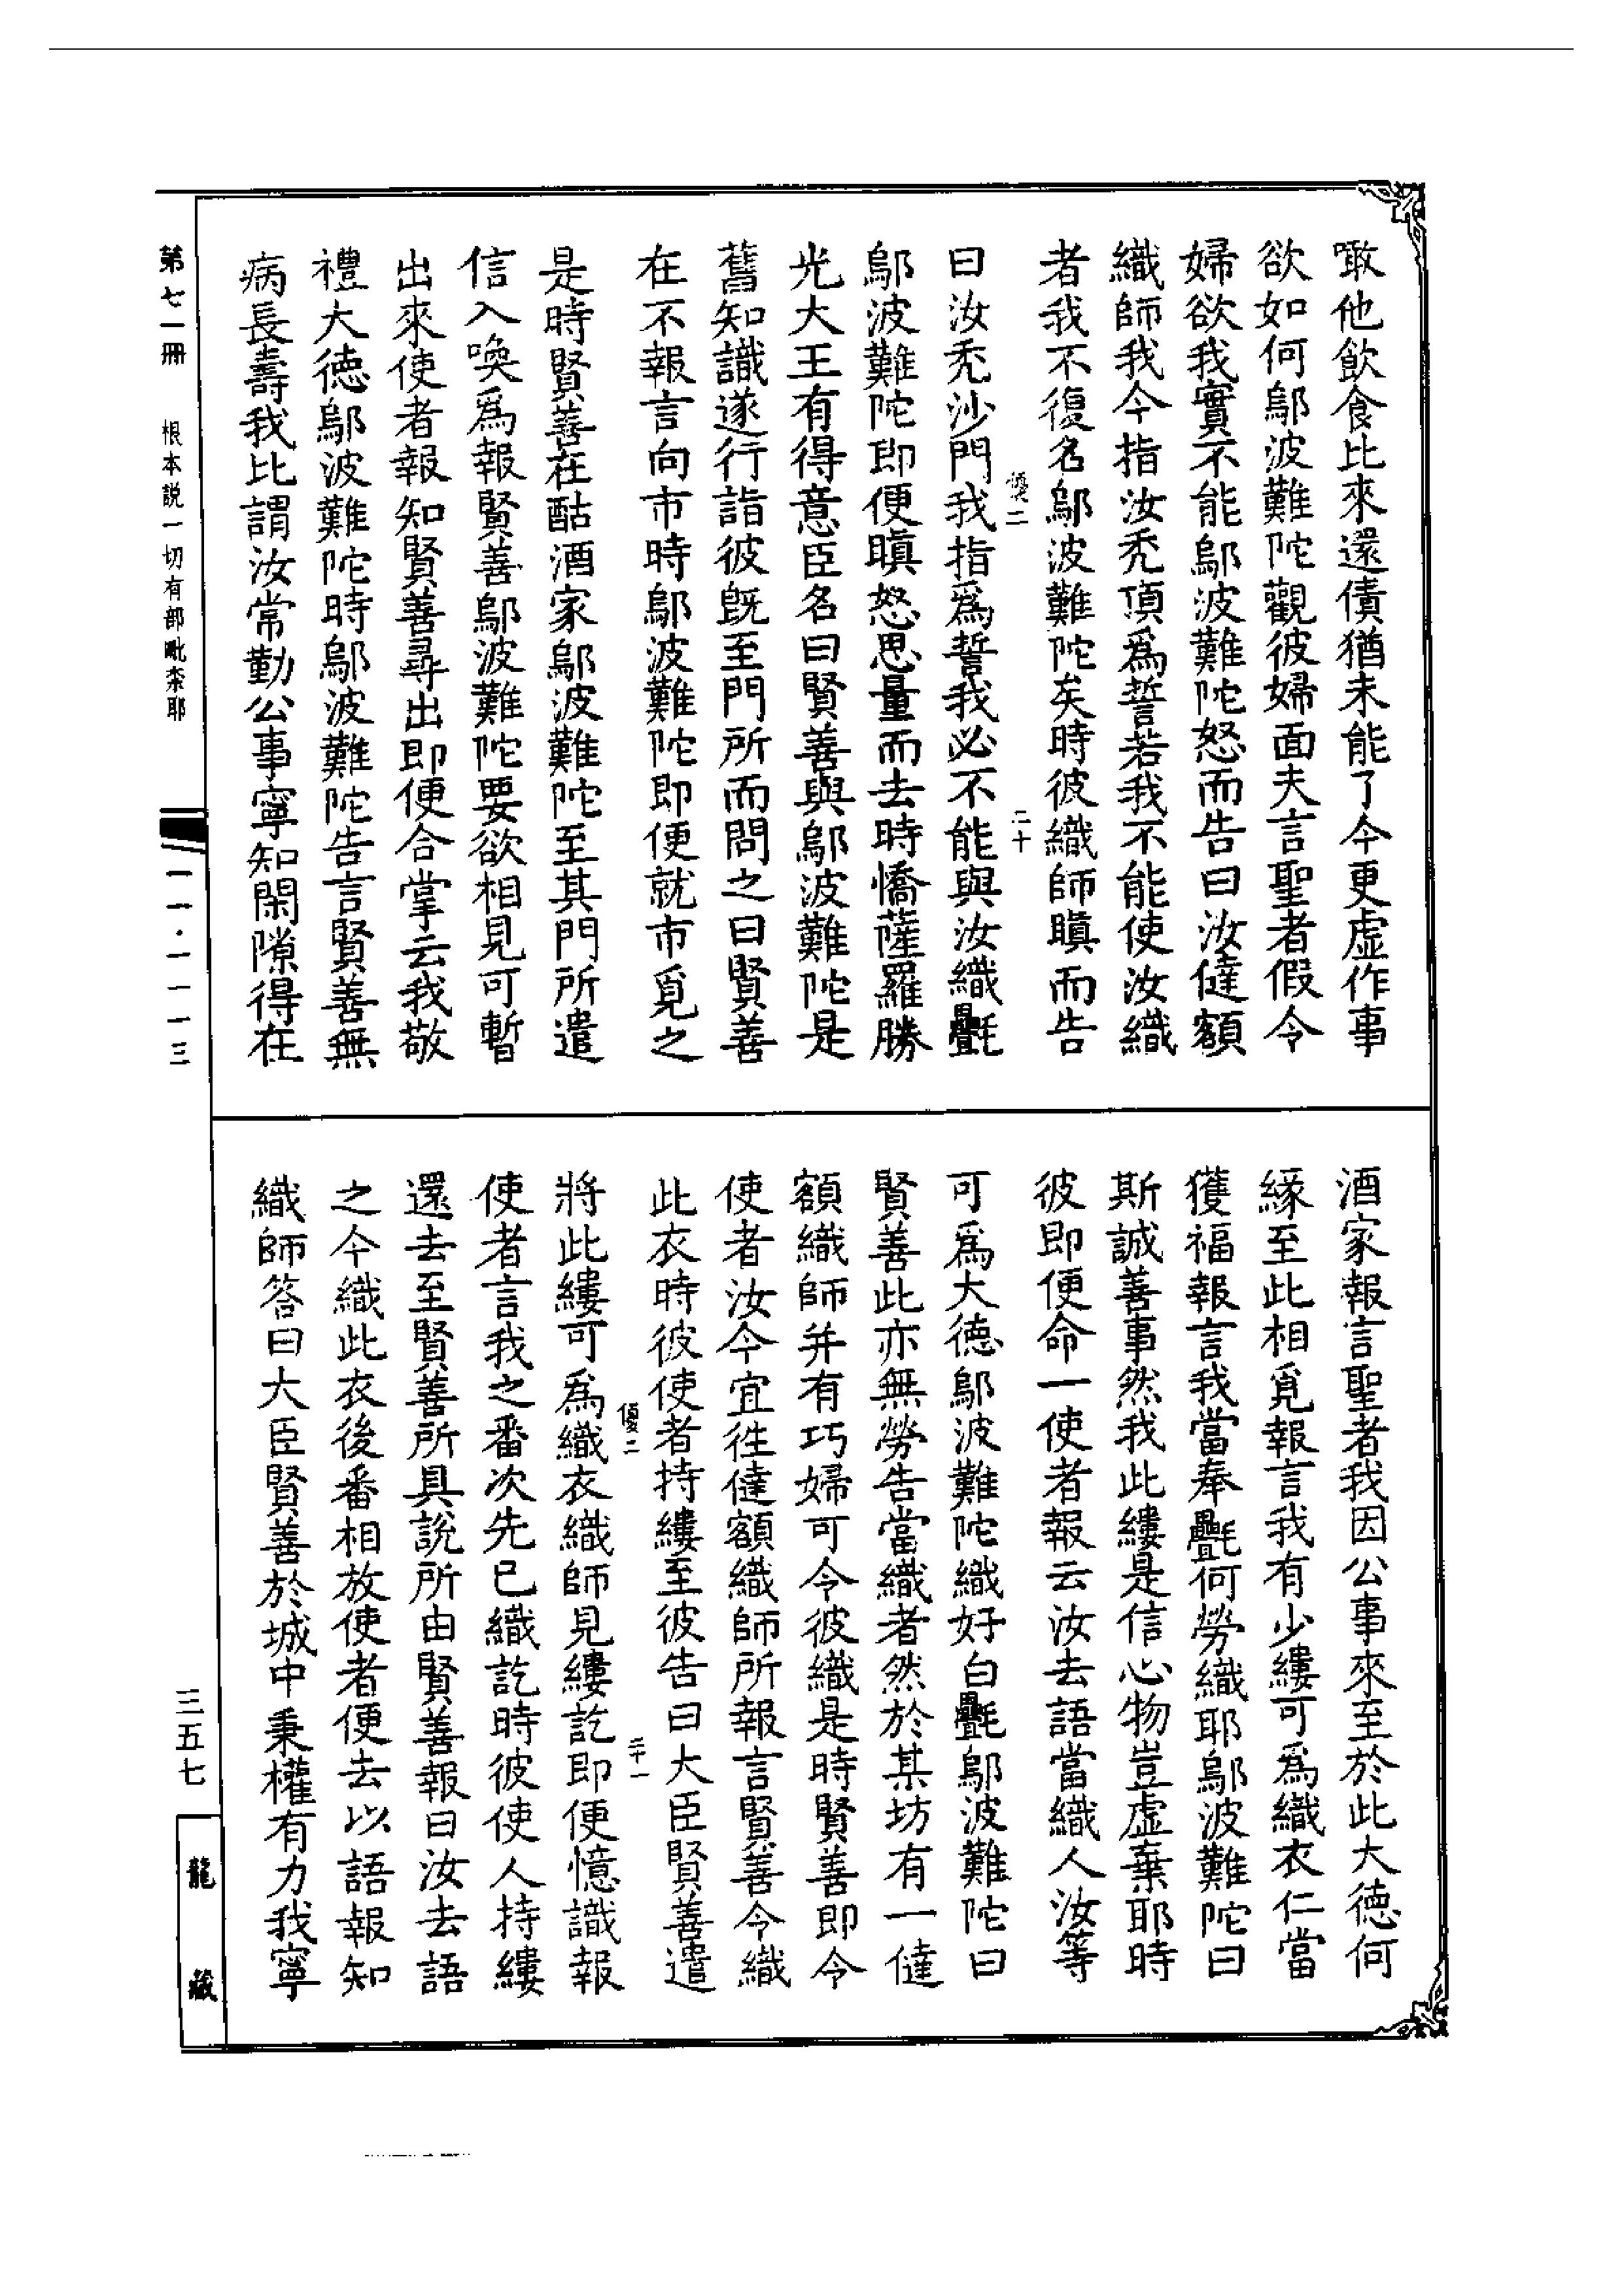 噉他飲食比來還債猶未能了今更虛作事
欲如何鄔波難陀觀彼婦面夫言聖者假令
婦欲我實不能鄔波難陀怒而告曰汝僥額
織師我今指汝禿頂爲誓若我不能使汝織
者我不復名鄔波難陀矣時彼織師瞋而告
優二
二十
曰汝禿沙門我指爲誓我必不能與汝織㲲
鄔波難陀即便瞋怒思量而去時憍薩羅勝
光大王有得意臣名曰賢善與鄔波難陀是
舊知識遂行詣彼既至門所而問之曰賢善
在不報言向市時鄔波難陀即便就市覓之
是時賢善在酤酒家鄔波難陀至其門所遣
信入喚爲報賢善鄔波難陀要欲相見可暫
出來使者報知賢善尋出即便合掌云我敬
禮大德鄔波難陀時鄔波難陀告言賢善無
病長壽我比謂汝常勤公事寧知閑隙得在
酒家報言聖者我因公事來至於此大德何
緣至此相覓報言我有少縷可爲織衣仁當
獲福報言我當奉㲲何勞織耶鄔波難陀曰
斯誠善事然我此縷是信心物豈虛棄耶時
彼即便命一使者報云汝去語當織人汝等
可爲大德鄔波難陀織好白㲲鄔波難陀曰
賢善此亦無勞告當織者然於某坊有一僥
額織師并有巧婦可令彼織是時賢善即令
使者汝今宜往僥額織師所報言賢善令織
此衣時彼使者持縷至彼告曰大臣賢善遣
優二
二十一
將此縷可爲織衣織師見縷訖即便憶識報
使者言我之番次先已織訖時彼使人持縷
還去至賢善所具說所由賢善報曰汝去語
之今織此衣後番相放使者便去以語報知
織師答曰大臣賢善於城中秉權有力我寧
第七一冊
根本說一切有部毗柰耶
一一·一一一三
三五七
龍藏